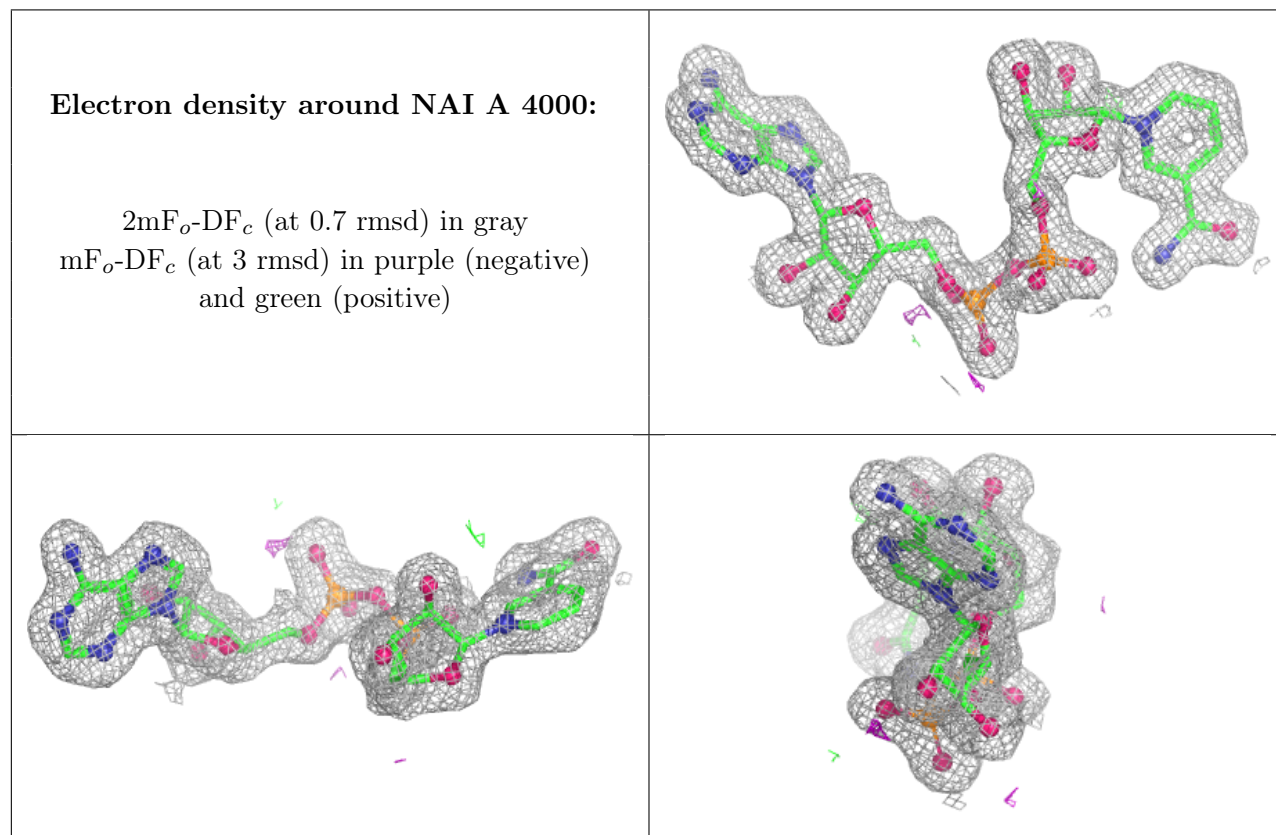 Electron density around NAI A 4000:
2mFₒ-DF𝒸 (at 0.7 rmsd) in gray
mFₒ-DF𝒸 (at 3 rmsd) in purple (negative)
and green (positive)